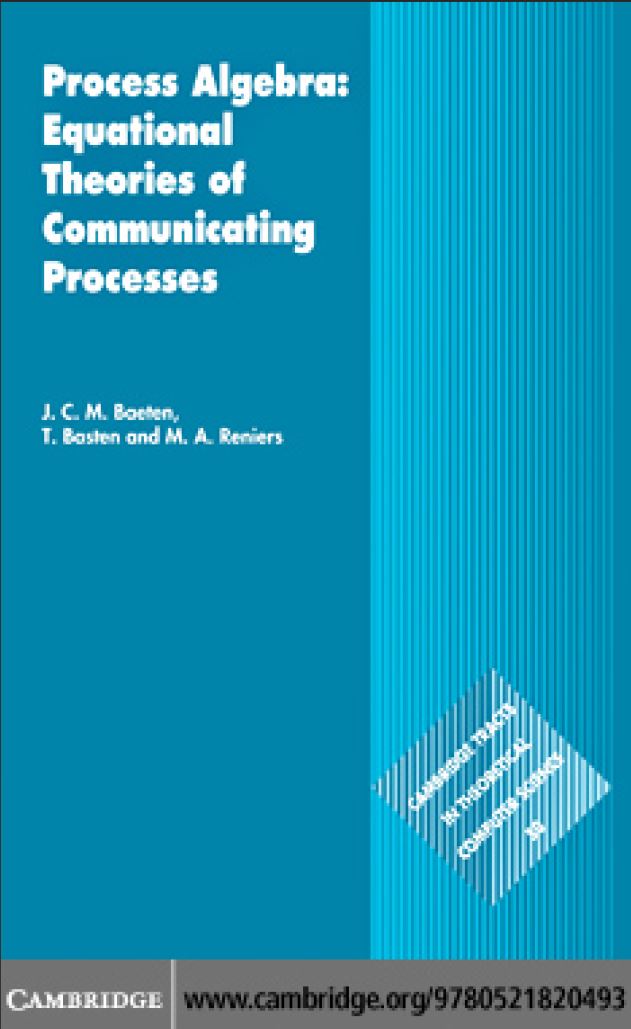 Process Algebra:
Equational
Theories of
Communicating
Processes
J. C. M. Baeten,
T. Basten and M. A. Reniers
CAMBRIDGE TRACTS
IN THEORETICAL
COMPUTER SCIENCE
50
CAMBRIDGE
www.cambridge.org/9780521820493